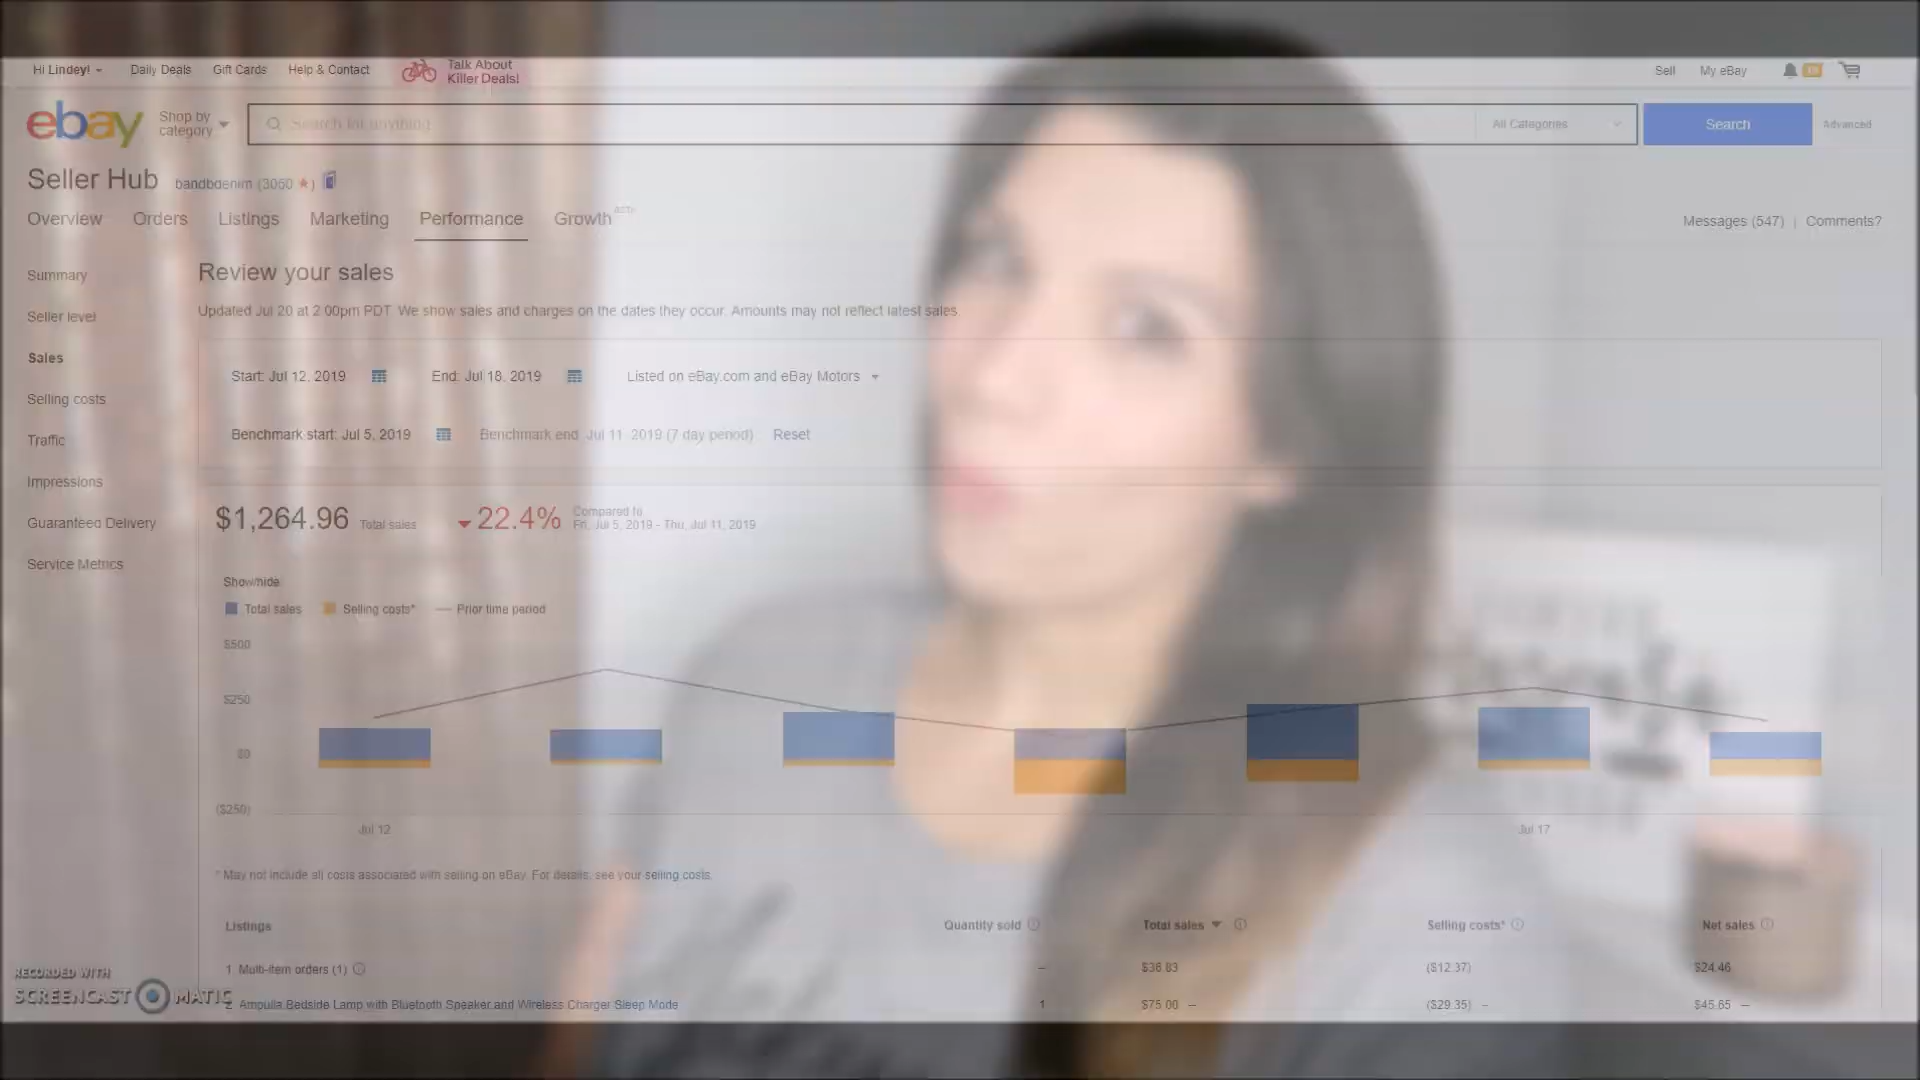 Hi Lindey! Daily Deals Gift Cards Help & Contact Talk About Killer Deals! Sell My eBay
ebay Shop by category Search for anything All Categories Search Advanced
Seller Hub bandbdenim (3060 ★)
Overview Orders Listings Marketing Performance Growth Messages (547) | Comments?
Summary
Seller level
Sales
Selling costs
Traffic
Impressions
Guaranteed Delivery
Service Metrics
Review your sales
Updated Jul 20 at 2:00pm PDT. We show sales and charges on the dates they occur. Amounts may not reflect latest sales.
Start: Jul 12, 2019 End: Jul 18, 2019 Listed on eBay.com and eBay Motors
Benchmark start: Jul 5, 2019 Benchmark end: Jul 11, 2019 (7 day period) Reset
$1,264.96 Total sales 22.4% Compared to
Fri, Jul 5, 2019 - Thu, Jul 11, 2019
Show/hide
Total sales Selling costs* Prior time period
$500
$250
$0
($250)
Jul 12 Jul 17
* May not include all costs associated with selling on eBay. For details, see your selling costs.
Listings Quantity sold Total sales Selling costs* Net sales
1. Multi-item orders (1) – $36.83 ($12.37) $24.46
2. Ampulla Bedside Lamp with Bluetooth Speaker and Wireless Charger Sleep Mode 1 $75.00 – ($29.35) – $45.65 –
RECORDED WITH
SCREENCAST MATIC